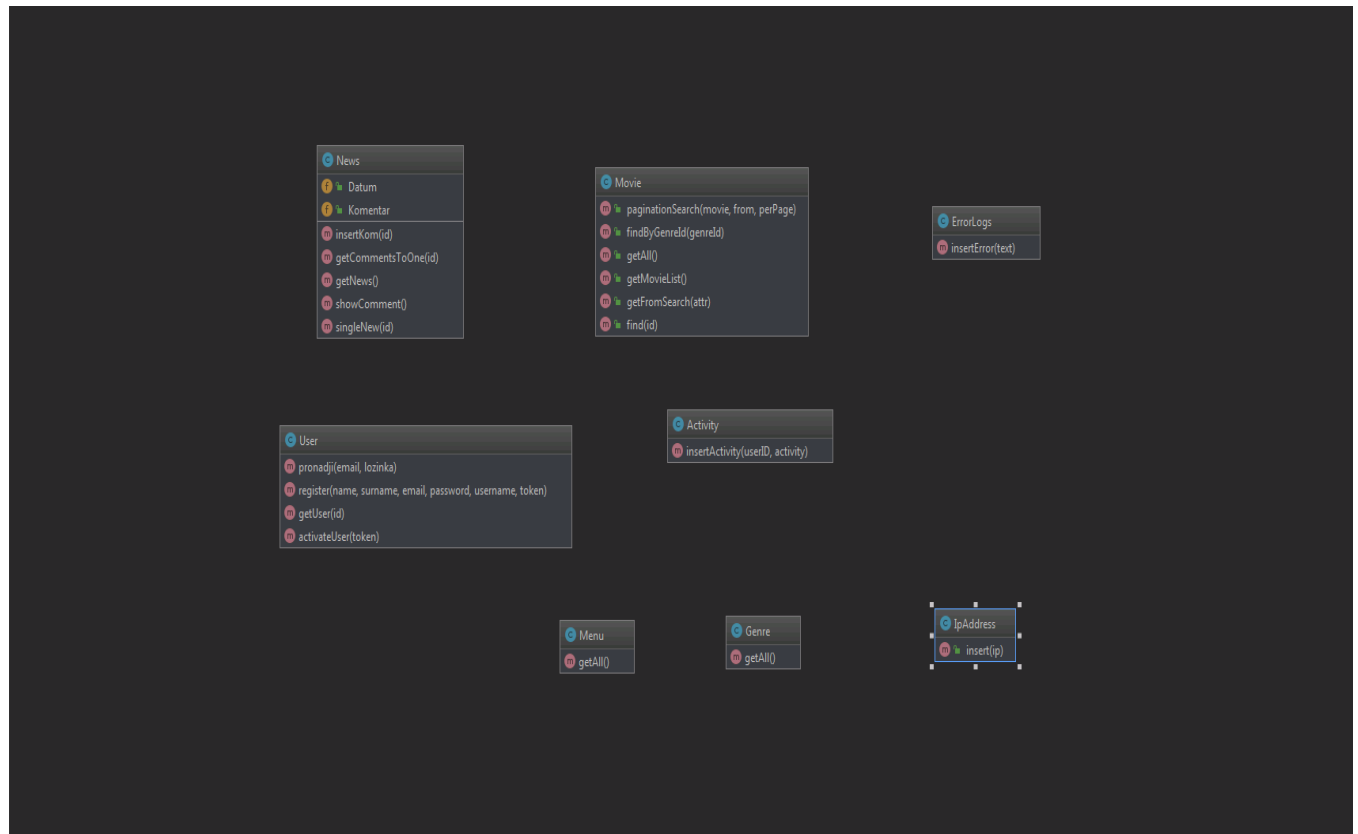 News
Datum
Komentar
insertKom(id)
getCommentsToOne(id)
getNews()
showComment()
singleNew(id)
Movie
paginationSearch(movie, from, perPage)
findByGenreId(genreId)
getAll()
getMovieList()
getFromSearch(attr)
find(id)
ErrorLogs
insertError(text)
User
pronadji(email, lozinka)
register(name, surname, email, password, username, token)
getUser(id)
activateUser(token)
Activity
insertActivity(userID, activity)
Menu
getAll()
Genre
getAll()
IpAddress
insert(ip)